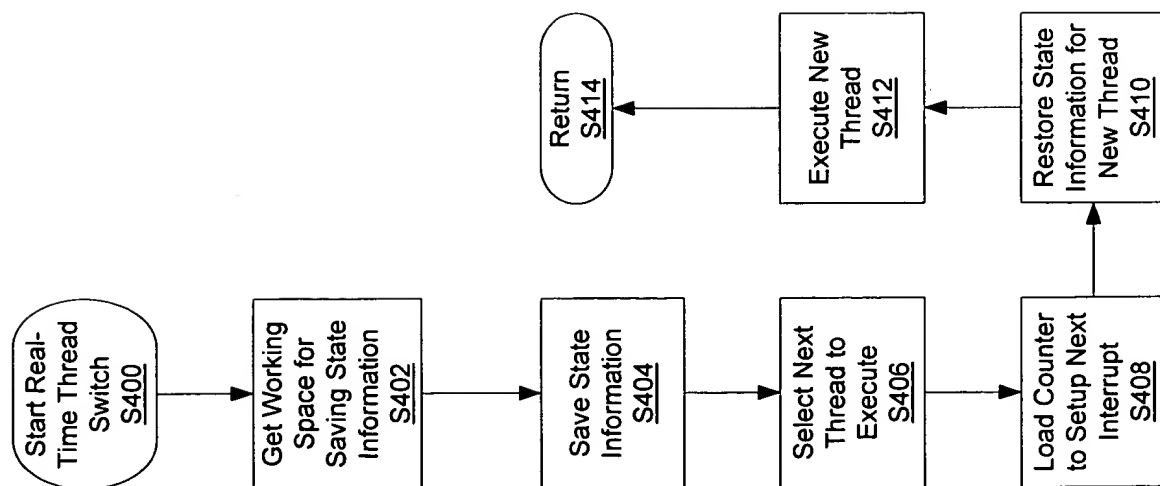 Start Real-
Time Thread
Switch
S400
Get Working
Space for
Saving State
Information
S402
Save State
Information
S404
Select Next
Thread to
Execute
S406
Load Counter
to Setup Next
Interrupt
S408
Restore State
Information for
New Thread
S410
Execute New
Thread
S412
Return
S414